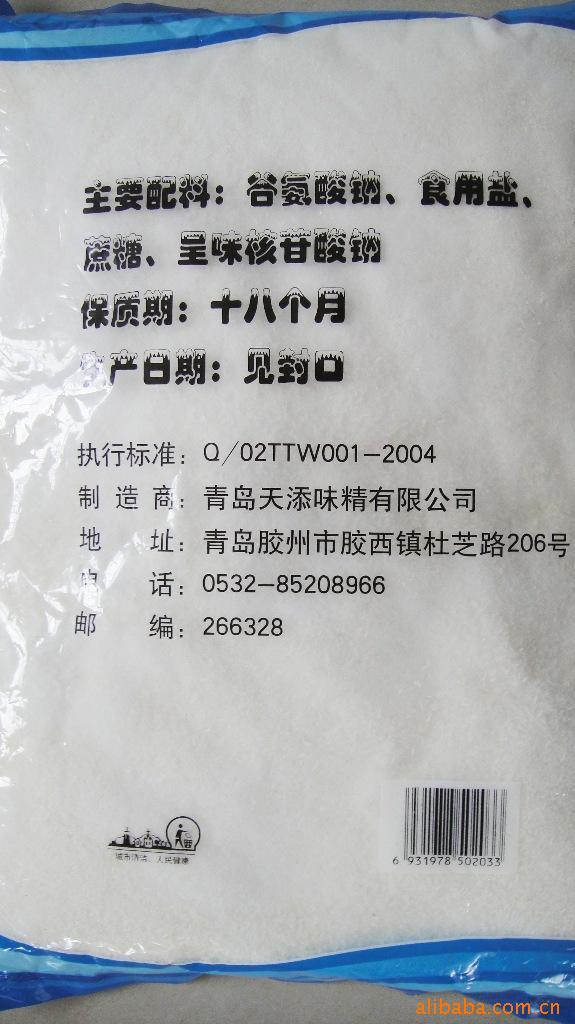 主要配料：谷氨酸钠、食用盐、
蔗糖、呈味核苷酸钠
保质期：十八个月
生产日期：见封口
执行标准：Q/02TTW001-2004
制造商：青岛天添味精有限公司
地址：青岛胶州市胶西镇杜芝路206号
电话：0532-85208966
邮编：266328
城市清洁、人民健康
6 931978 502033
alibaba.com.cn